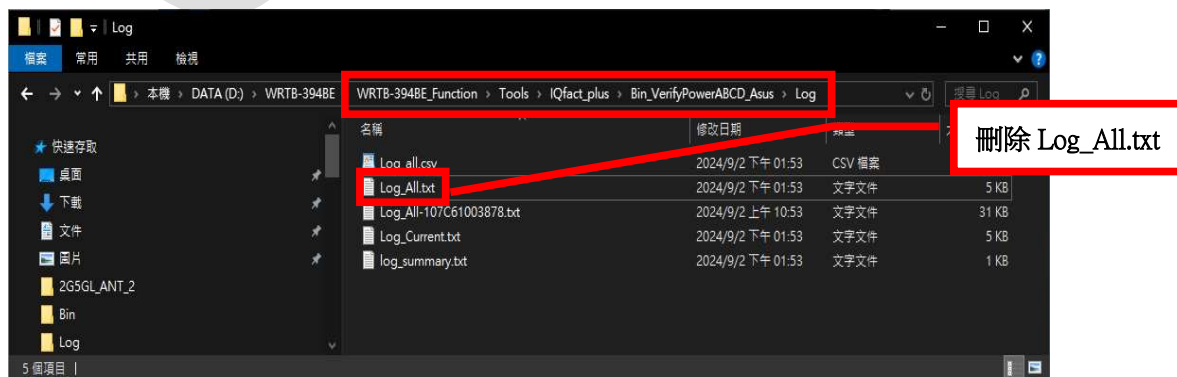 Log
檔案 常用 共用 檢視
本機 › DATA (D:) › WRTB-394BE WRTB-394BE_Function › Tools › IQfact_plus › Bin_VerifyPowerABCD_Asus › Log 搜尋 Log
名稱 修改日期 類型
刪除 Log_All.txt
快速存取
桌面
下載
文件
圖片
2G5GL_ANT_2
Bin
Log
Log_all.csv 2024/9/2 下午 01:53 CSV 檔案
Log_All.txt 2024/9/2 下午 01:53 文字文件 5 KB
Log_All-107C61003878.txt 2024/9/2 上午 10:53 文字文件 31 KB
Log_Current.txt 2024/9/2 下午 01:53 文字文件 5 KB
log_summary.txt 2024/9/2 下午 01:53 文字文件 1 KB
5 個項目